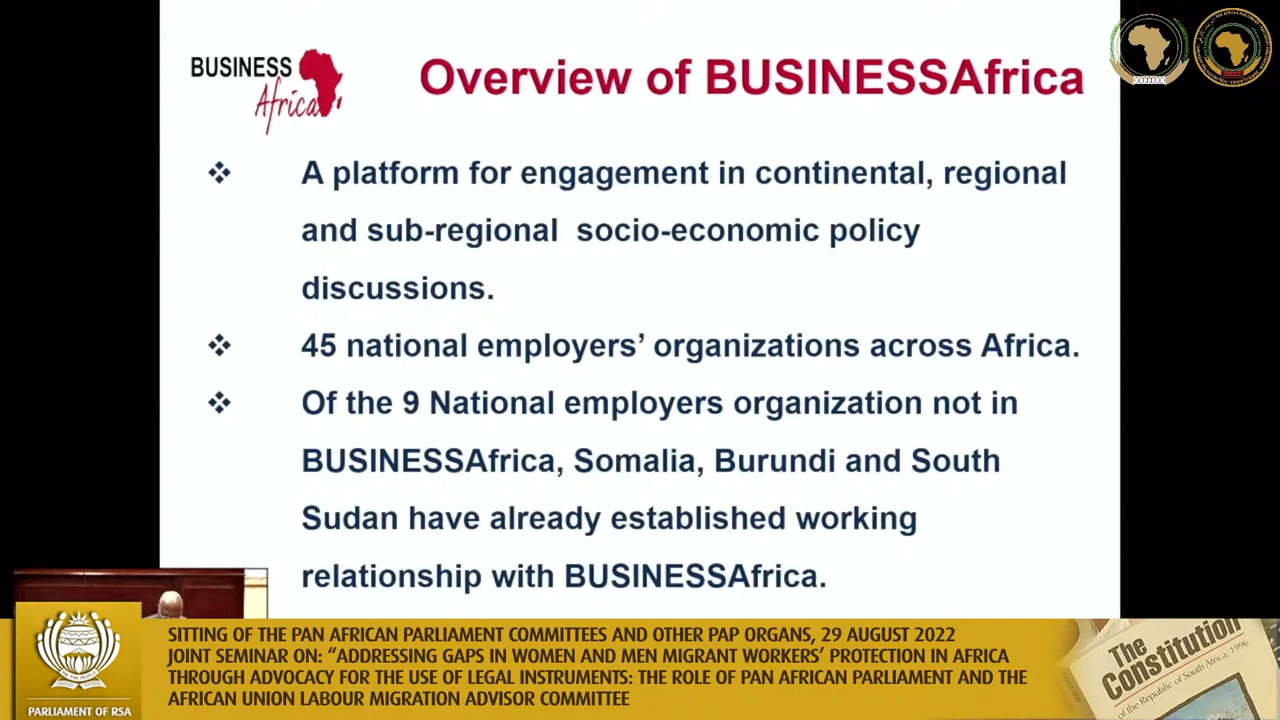 BUSINESS
Africa
Overview of BUSINESSAfrica
❖ A platform for engagement in continental, regional
and sub-regional socio-economic policy
discussions.
❖ 45 national employers’ organizations across Africa.
❖ Of the 9 National employers organization not in
BUSINESSAfrica, Somalia, Burundi and South
Sudan have already established working
relationship with BUSINESSAfrica.
PARLIAMENT OF RSA
SITTING OF THE PAN AFRICAN PARLIAMENT COMMITTEES AND OTHER PAP ORGANS, 29 AUGUST 2022
JOINT SEMINAR ON: “ADDRESSING GAPS IN WOMEN AND MEN MIGRANT WORKERS’ PROTECTION IN AFRICA
THROUGH ADVOCACY FOR THE USE OF LEGAL INSTRUMENTS: THE ROLE OF PAN AFRICAN PARLIAMENT AND THE
AFRICAN UNION LABOUR MIGRATION ADVISOR COMMITTEE
The
Constitution
of the Republic of South Africa, 1996